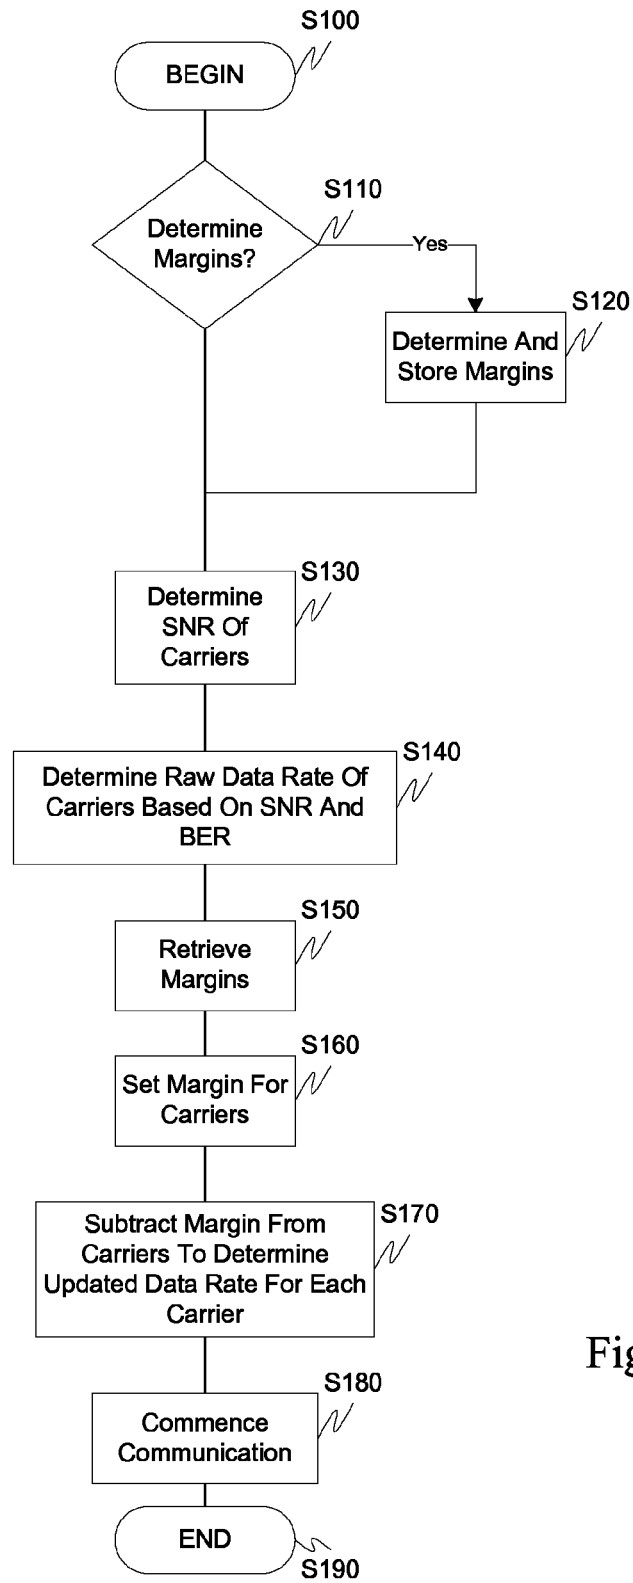 S100
BEGIN
S110
Determine
Margins?
Yes
S120
Determine And
Store Margins
S130
Determine
SNR Of
Carriers
S140
Determine Raw Data Rate Of
Carriers Based On SNR And
BER
S150
Retrieve
Margins
S160
Set Margin For
Carriers
S170
Subtract Margin From
Carriers To Determine
Updated Data Rate For Each
Carrier
Fig
S180
Commence
Communication
END
S190